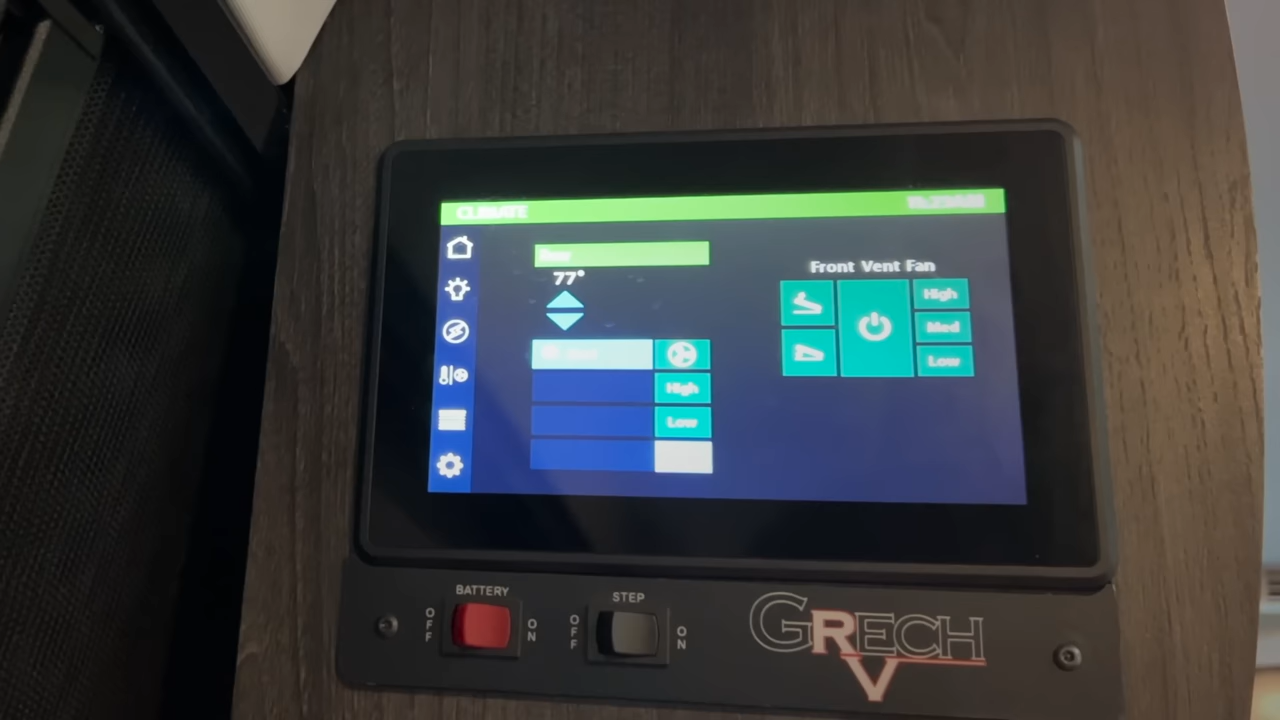 CLIMATE
77°
Front Vent Fan
High
Med
Low
High
Low
BATTERY
OFF
ON
STEP
OFF
ON
GRECH
RV